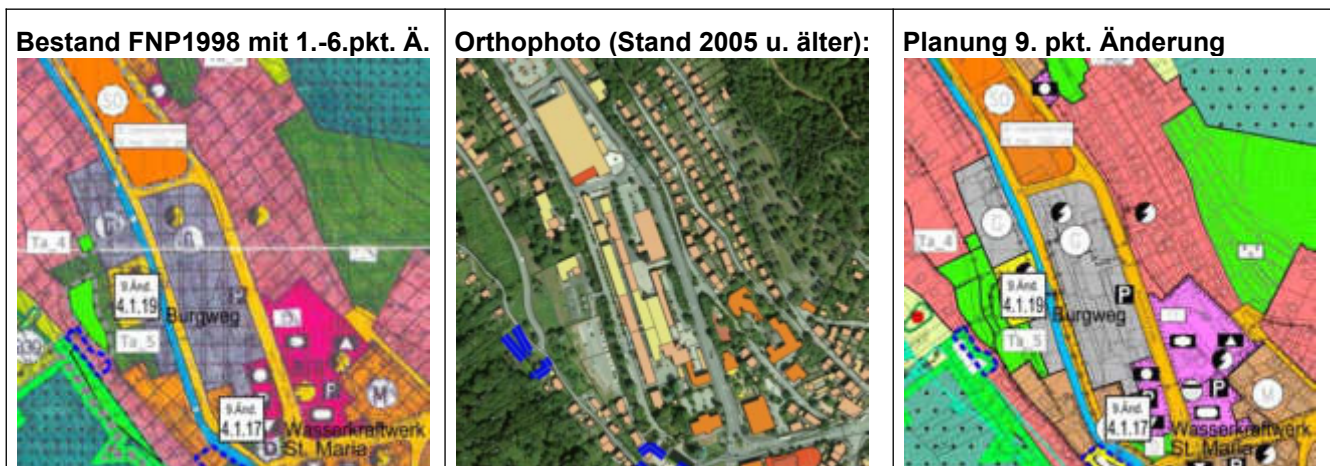 Bestand FNP1998 mit 1.-6.pkt. Ä.
SO
G
G
Ta_4
9.Änd.
4.1.19
Burgweg
P
Ta_5
P
M
9.Änd.
4.1.17
Wasserkraftwerk
St. Maria
D
Orthophoto (Stand 2005 u. älter):
Planung 9. pkt. Änderung
SO
G
G
Ta_4
9.Änd.
4.1.19
Burgweg
P
Ta_5
P
M
9.Änd.
4.1.17
Wasserkraftwerk
St. Maria